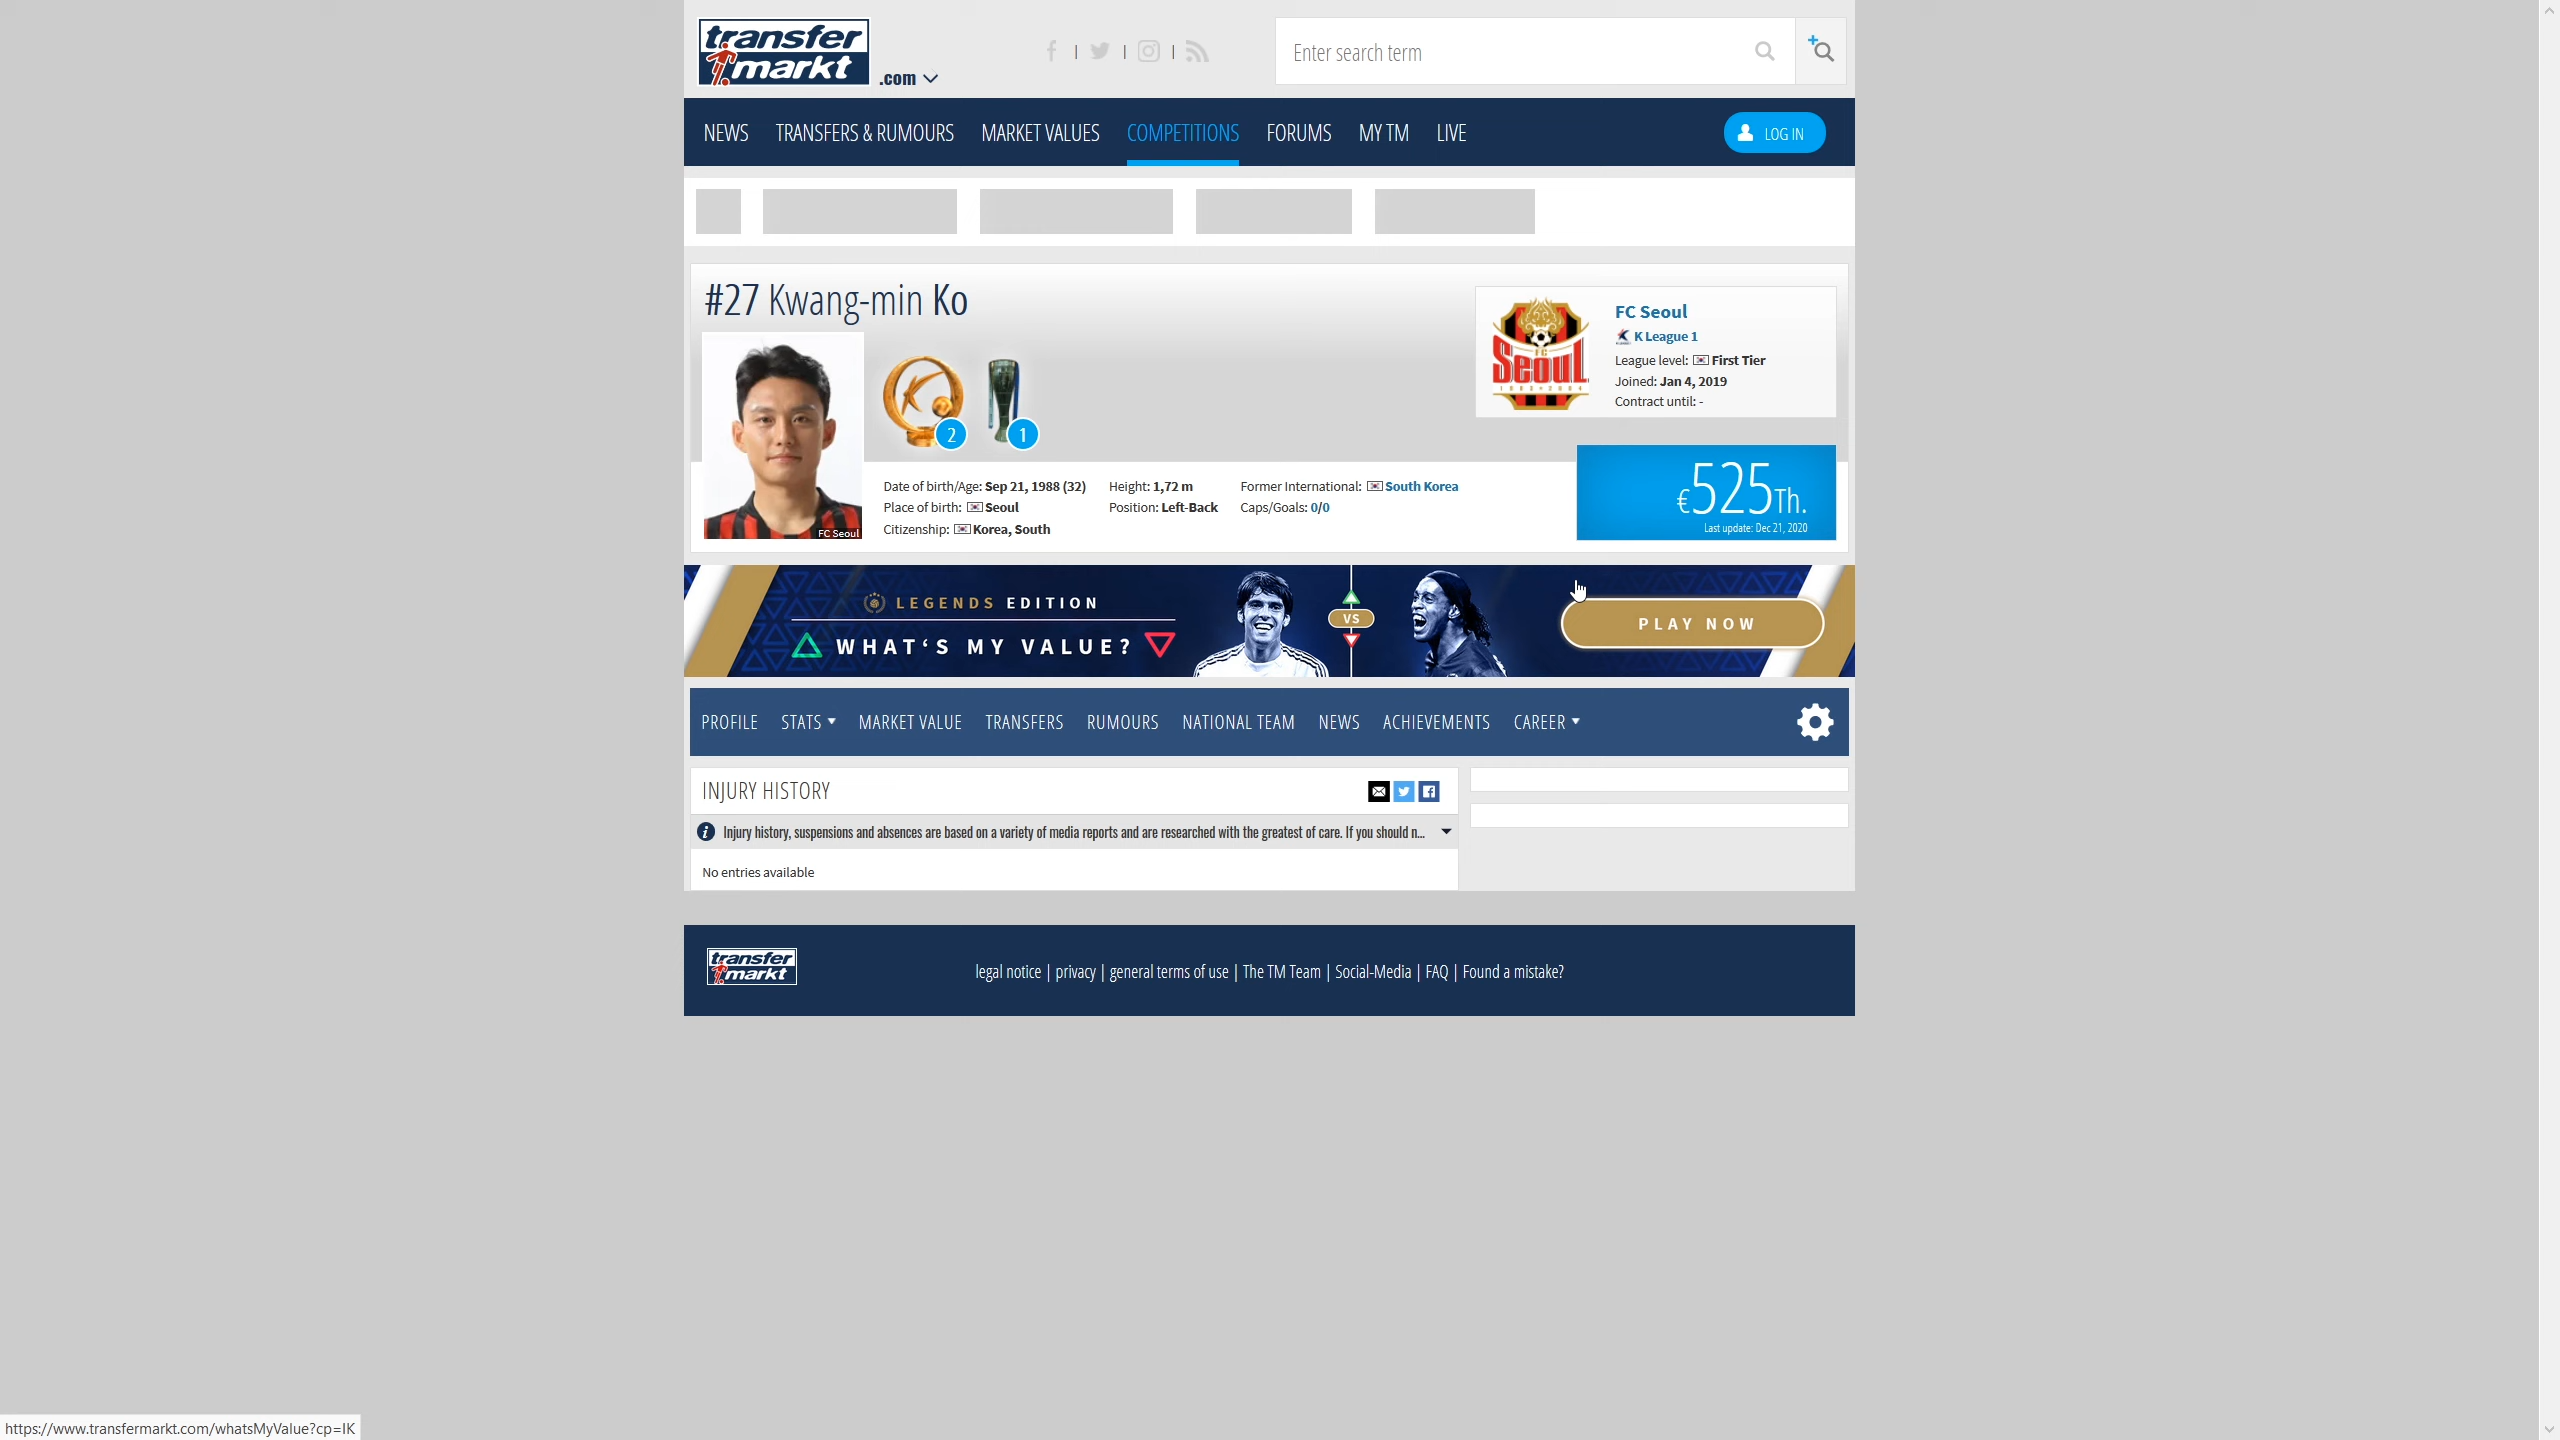 transfer
markt
.com
Enter search term
NEWS TRANSFERS & RUMOURS MARKET VALUES COMPETITIONS FORUMS MY TM LIVE LOG IN
#27 Kwang-min Ko
2 1
FC Seoul
FC Seoul
K League 1
League level: First Tier
Joined: Jan 4, 2019
Contract until: -
FC
SeouL
Date of birth/Age: Sep 21, 1988 (32)
Place of birth: Seoul
Citizenship: Korea, South
Height: 1,72 m
Position: Left-Back
Former International: South Korea
Caps/Goals: 0/0
€525Th.
Last update: Dec 21, 2020
LEGENDS EDITION
WHAT‘S MY VALUE?
VS
PLAY NOW
PROFILE STATS MARKET VALUE TRANSFERS RUMOURS NATIONAL TEAM NEWS ACHIEVEMENTS CAREER
INJURY HISTORY
Injury history, suspensions and absences are based on a variety of media reports and are researched with the greatest of care. If you should n...
No entries available
transfer
markt
legal notice | privacy | general terms of use | The TM Team | Social-Media | FAQ | Found a mistake?
https://www.transfermarkt.com/whatsMyValue?cp=IK